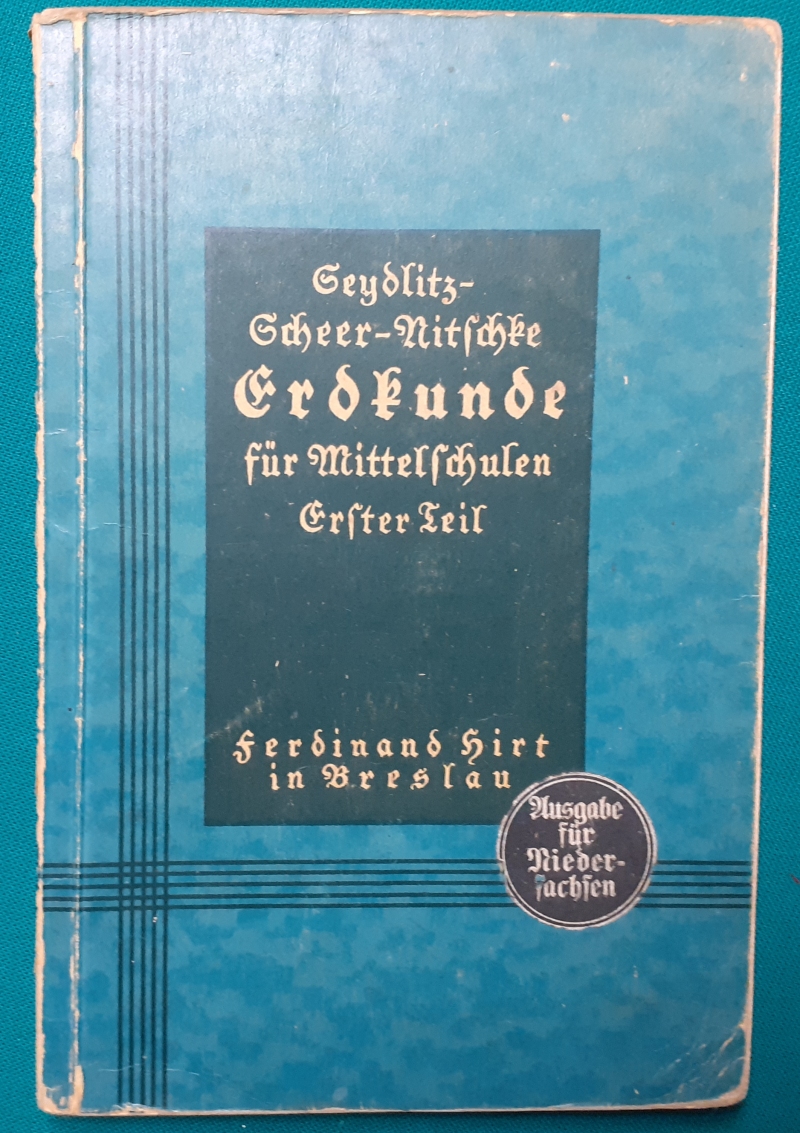 Seydlitz-
Scheer-Nitſchke
Erdkunde
für Mittelſchulen
Erſter Teil
Ferdinand Hirt
in Breslau
Ausgabe
für
Nieder-
ſachſen